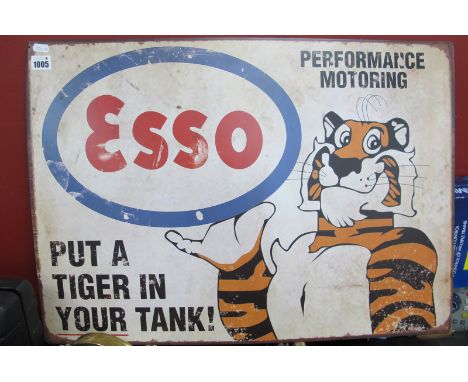 1005
PERFORMANCE
MOTORING
Esso
PUT A
TIGER IN
YOUR TANK!